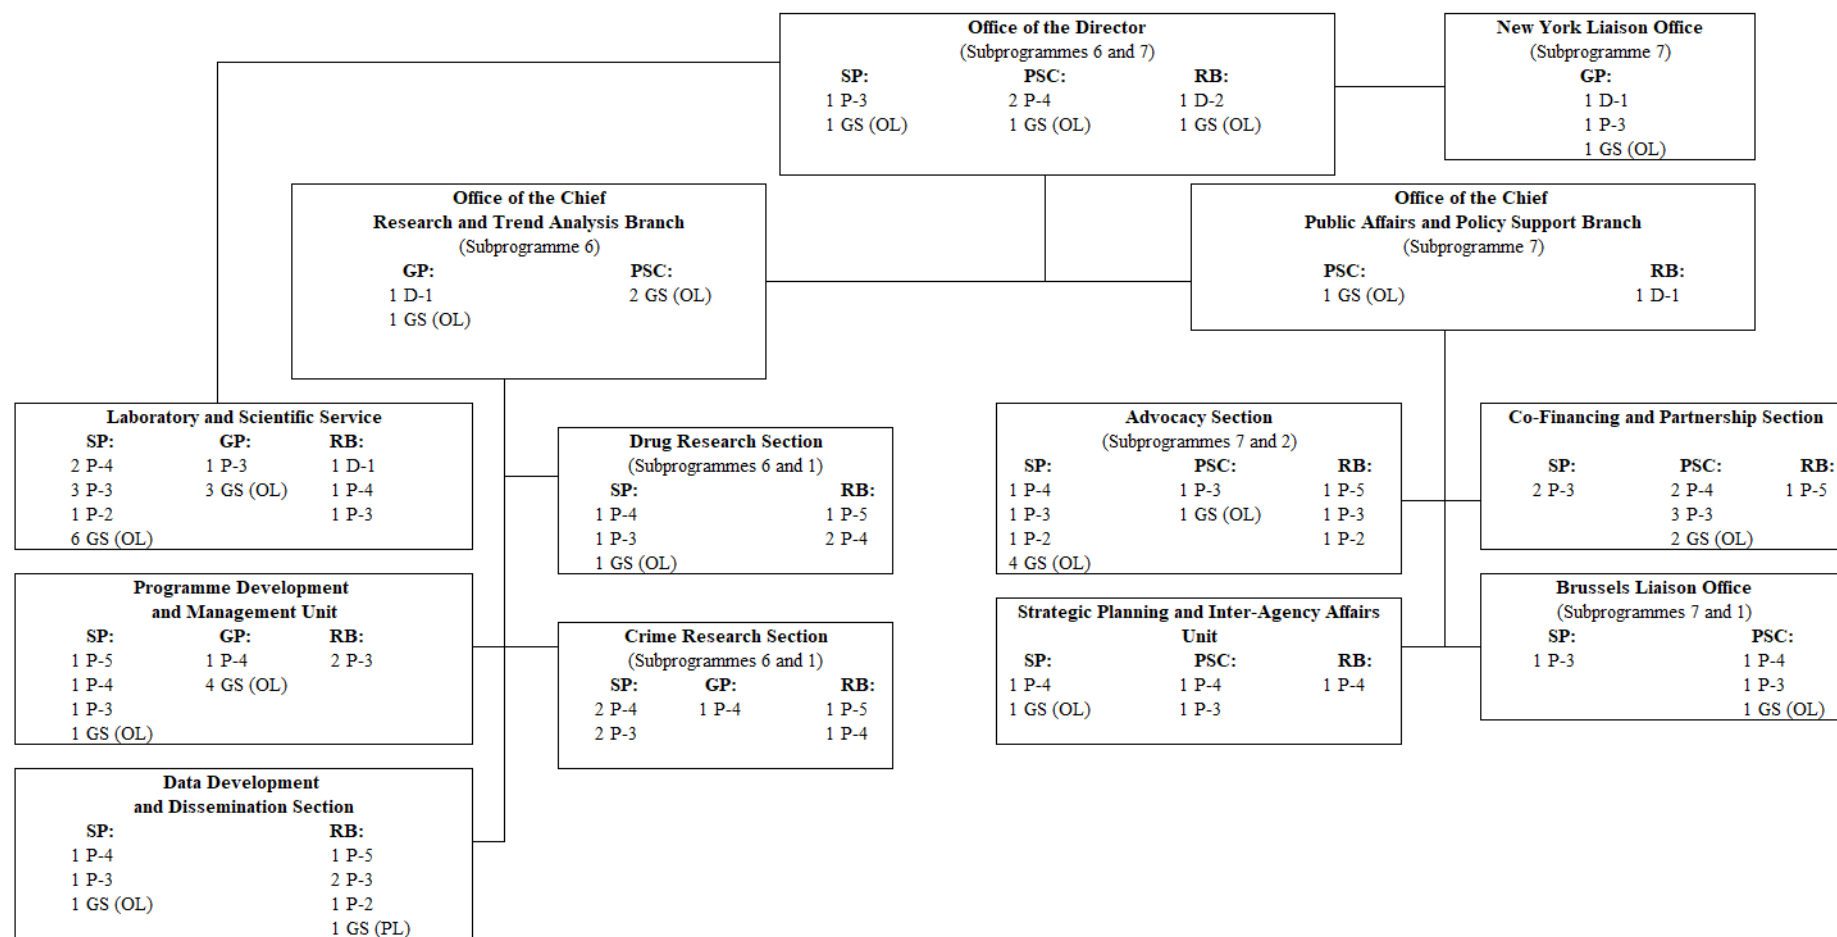 Office of the Director
(Subprogrammes 6 and 7)
SP: PSC: RB:
1 P-3 2 P-4 1 D-2
1 GS (OL) 1 GS (OL) 1 GS (OL)
New York Liaison Office
(Subprogramme 7)
GP:
1 D-1
1 P-3
1 GS (OL)
Office of the Chief
Research and Trend Analysis Branch
(Subprogramme 6)
GP: PSC:
1 D-1 2 GS (OL)
1 GS (OL)
Office of the Chief
Public Affairs and Policy Support Branch
(Subprogramme 7)
PSC: RB:
1 GS (OL) 1 D-1
Laboratory and Scientific Service
SP: GP: RB:
2 P-4 1 P-3 1 D-1
3 P-3 3 GS (OL) 1 P-4
1 P-2 1 P-3
6 GS (OL)
Drug Research Section
(Subprogrammes 6 and 1)
SP: RB:
1 P-4 1 P-5
1 P-3 2 P-4
1 GS (OL)
Advocacy Section
(Subprogrammes 7 and 2)
SP: PSC: RB:
1 P-4 1 P-3 1 P-5
1 P-3 1 GS (OL) 1 P-3
1 P-2 1 P-2
4 GS (OL)
Co-Financing and Partnership Section
SP: PSC: RB:
2 P-3 2 P-4 1 P-5
3 P-3
2 GS (OL)
Programme Development
and Management Unit
SP: GP: RB:
1 P-5 1 P-4 2 P-3
1 P-4 4 GS (OL)
1 P-3
1 GS (OL)
Crime Research Section
(Subprogrammes 6 and 1)
SP: GP: RB:
2 P-4 1 P-4 1 P-5
2 P-3 1 P-4
Strategic Planning and Inter-Agency Affairs
Unit
SP: PSC: RB:
1 P-4 1 P-4 1 P-4
1 GS (OL) 1 P-3
Brussels Liaison Office
(Subprogrammes 7 and 1)
SP: PSC:
1 P-3 1 P-4
1 P-3
1 GS (OL)
Data Development
and Dissemination Section
SP: RB:
1 P-4 1 P-5
1 P-3 2 P-3
1 GS (OL) 1 P-2
1 GS (PL)